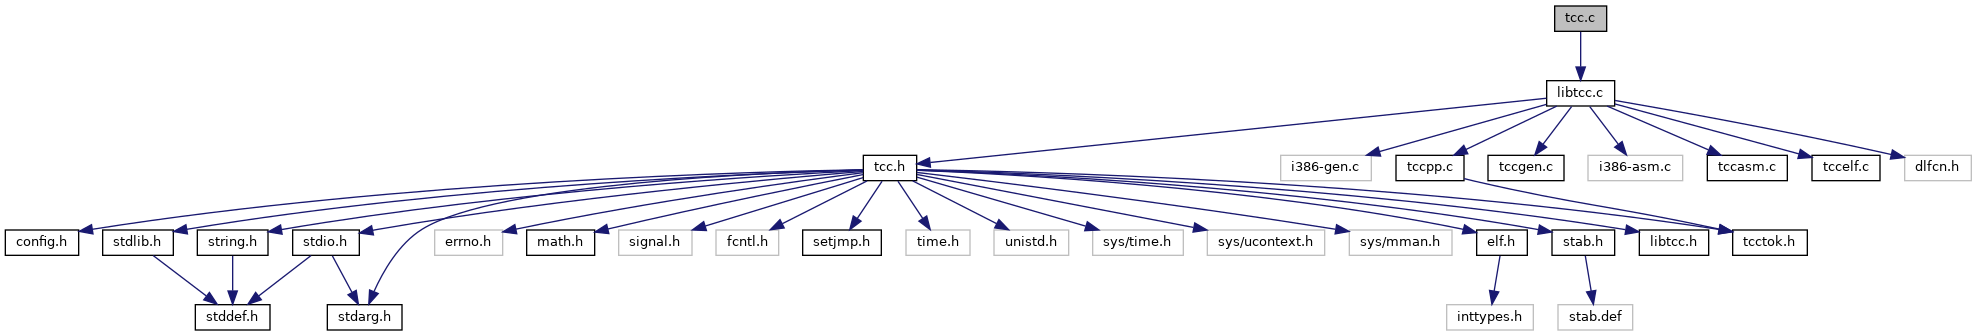 tcc.c
libtcc.c
tcc.h
i386-gen.c
tccpp.c
tccgen.c
i386-asm.c
tccasm.c
tccelf.c
dlfcn.h
config.h
stdlib.h
string.h
stdio.h
errno.h
math.h
signal.h
fcntl.h
setjmp.h
time.h
unistd.h
sys/time.h
sys/ucontext.h
sys/mman.h
elf.h
stab.h
libtcc.h
tcctok.h
stddef.h
stdarg.h
inttypes.h
stab.def